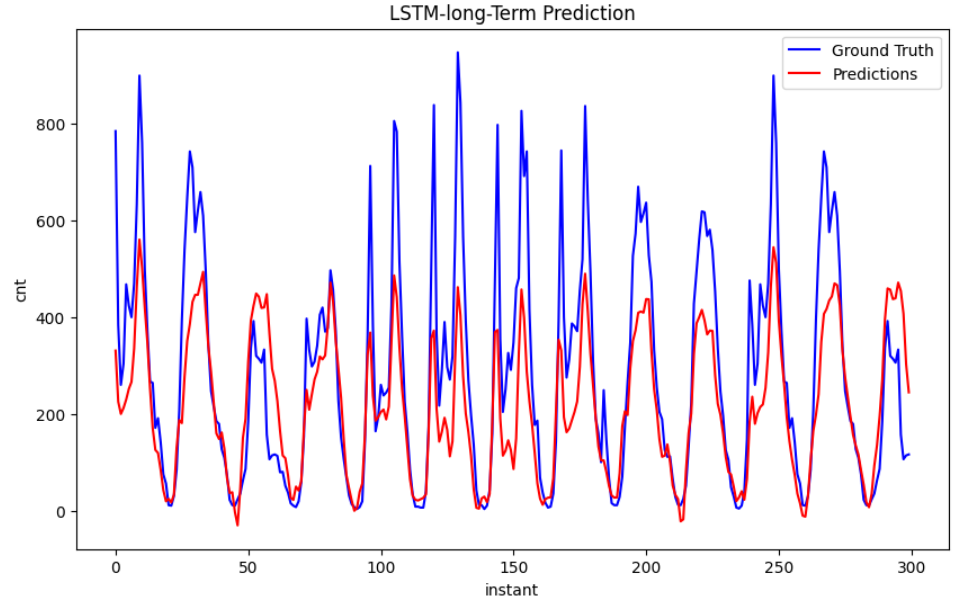 LSTM-long-Term Prediction
Ground Truth
Predictions
cnt
800
600
400
200
0
0 50 100 150 200 250 300
instant